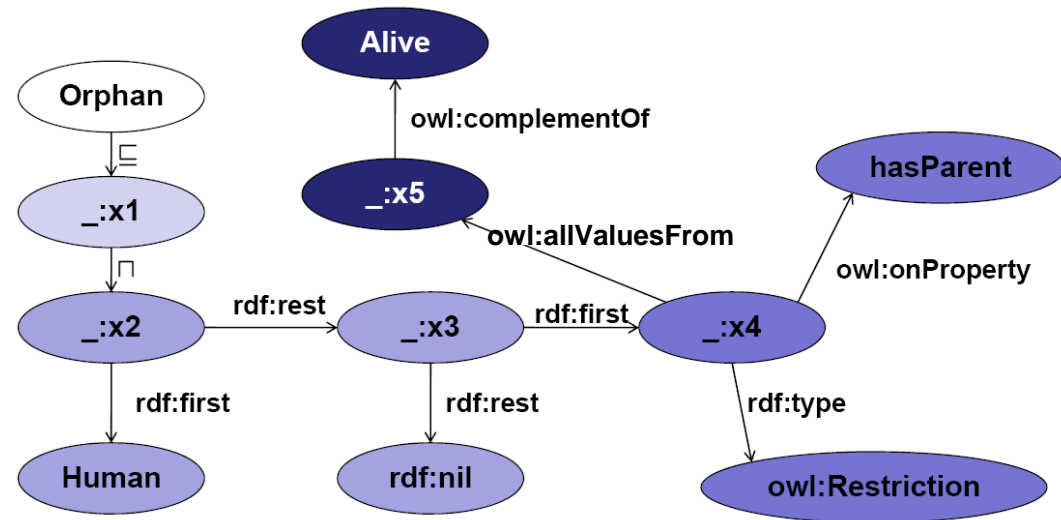 Alive
Orphan
owl:complementOf
⊑
hasParent
_:x5
_:x1
owl:allValuesFrom
⊓
owl:onProperty
rdf:rest
rdf:first
_:x2
_:x3
_:x4
rdf:first
rdf:rest
rdf:type
Human
rdf:nil
owl:Restriction